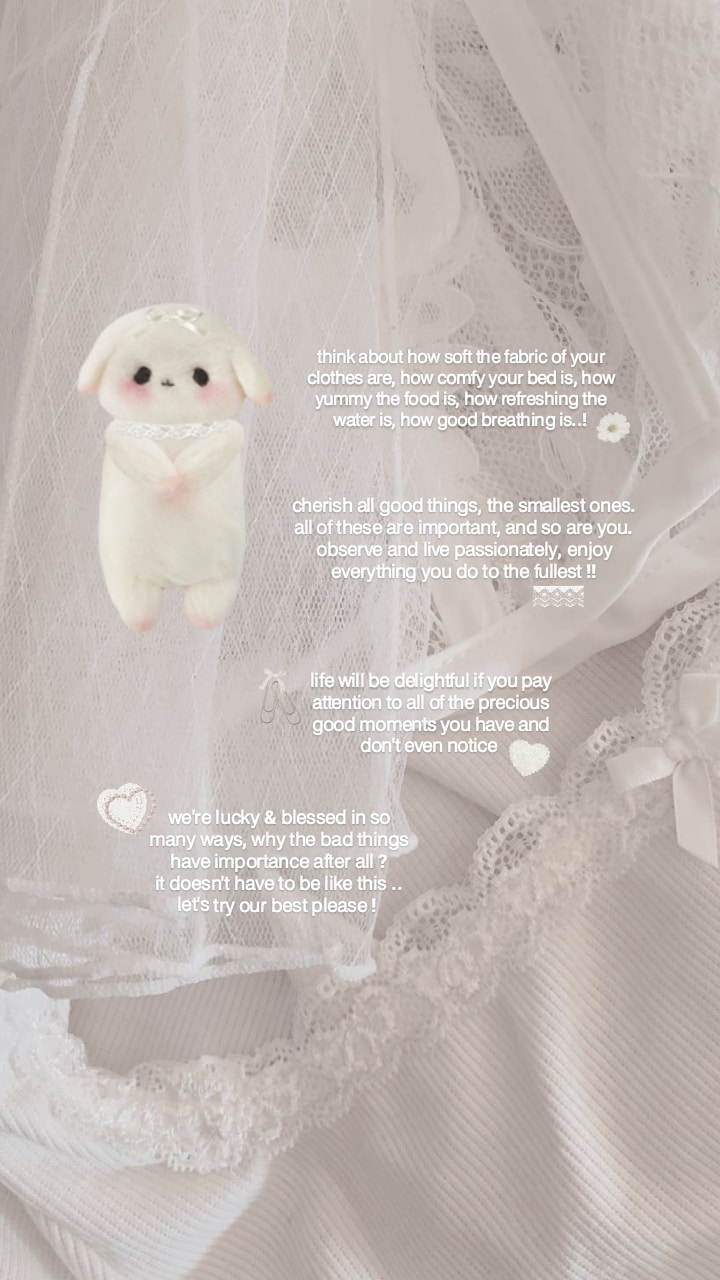 think about how soft the fabric of your
clothes are, how comfy your bed is, how
yummy the food is, how refreshing the
water is, how good breathing is..!
cherish all good things, the smallest ones.
all of these are important, and so are you.
observe and live passionately, enjoy
everything you do to the fullest !!
life will be delightful if you pay
attention to all of the precious
good moments you have and
don't even notice
we're lucky & blessed in so
many ways, why the bad things
have importance after all ?
it doesn't have to be like this ..
let's try our best please !